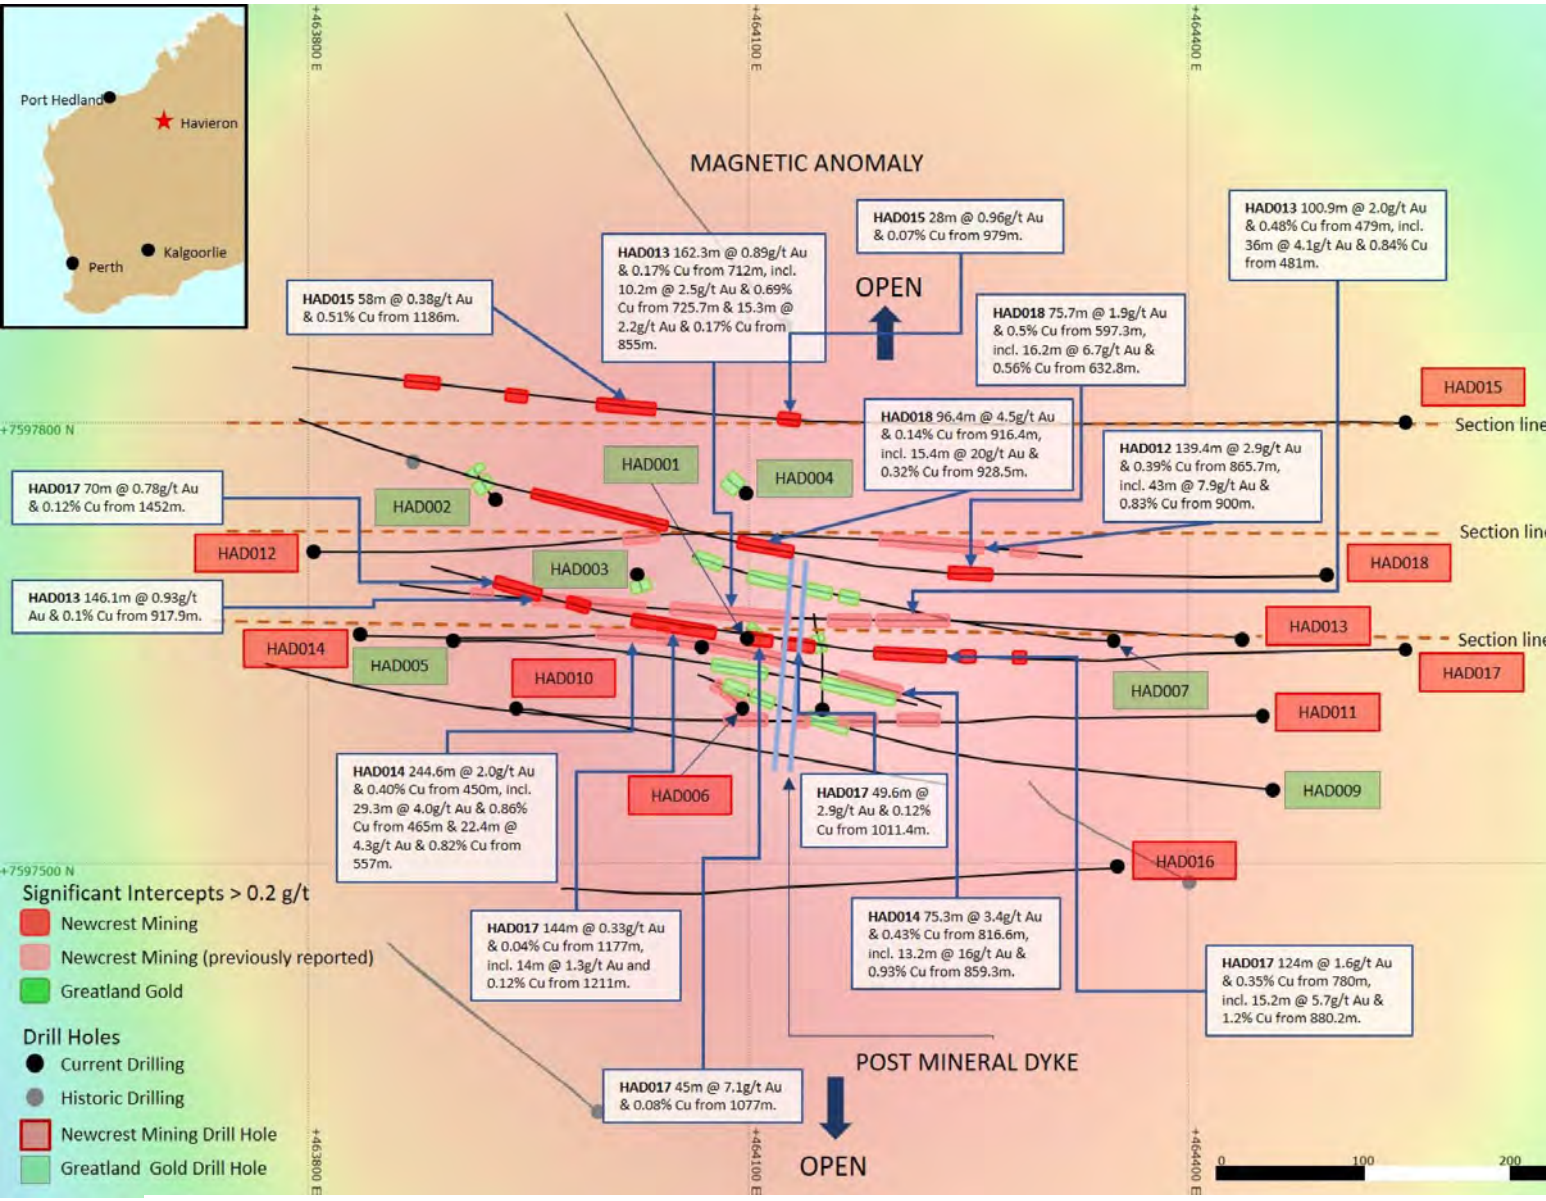 +463800 E
+464100 E
+464400 E
Port Hedland
Havieron
Kalgoorlie
Perth
MAGNETIC ANOMALY
HAD015 28m @ 0.96g/t Au
& 0.07% Cu from 979m.
HAD013 100.9m @ 2.0g/t Au
& 0.48% Cu from 479m, incl.
36m @ 4.1g/t Au & 0.84% Cu
from 481m.
HAD013 162.3m @ 0.89g/t Au
& 0.17% Cu from 712m, incl.
10.2m @ 2.5g/t Au & 0.69%
Cu from 725.7m & 15.3m @
2.2g/t Au & 0.17% Cu from
855m.
OPEN
HAD015 58m @ 0.38g/t Au
& 0.51% Cu from 1186m.
HAD018 75.7m @ 1.9g/t Au
& 0.5% Cu from 597.3m,
incl. 16.2m @ 6.7g/t Au &
0.56% Cu from 632.8m.
HAD015
HAD018 96.4m @ 4.5g/t Au
& 0.14% Cu from 916.4m,
incl. 15.4m @ 20g/t Au &
0.32% Cu from 928.5m.
+7597800 N
Section line
HAD012 139.4m @ 2.9g/t Au
& 0.39% Cu from 865.7m,
incl. 43m @ 7.9g/t Au &
0.83% Cu from 900m.
HAD001
HAD004
HAD017 70m @ 0.78g/t Au
& 0.12% Cu from 1452m.
HAD002
Section line
HAD012
HAD003
HAD018
HAD013 146.1m @ 0.93g/t
Au & 0.1% Cu from 917.9m.
HAD013
Section line
HAD014
HAD005
HAD010
HAD007
HAD017
HAD011
HAD014 244.6m @ 2.0g/t Au
& 0.40% Cu from 450m, incl.
29.3m @ 4.0g/t Au & 0.86%
Cu from 465m & 22.4m @
4.3g/t Au & 0.82% Cu from
557m.
HAD006
HAD017 49.6m @
2.9g/t Au & 0.12%
Cu from 1011.4m.
HAD009
+7597500 N
HAD016
Significant Intercepts > 0.2 g/t
Newcrest Mining
Newcrest Mining (previously reported)
Greatland Gold
HAD017 144m @ 0.33g/t Au
& 0.04% Cu from 1177m,
incl. 14m @ 1.3g/t Au and
0.12% Cu from 1211m.
HAD014 75.3m @ 3.4g/t Au
& 0.43% Cu from 816.6m,
incl. 13.2m @ 16g/t Au &
0.93% Cu from 859.3m.
HAD017 124m @ 1.6g/t Au
& 0.35% Cu from 780m,
incl. 15.2m @ 5.7g/t Au &
1.2% Cu from 880.2m.
Drill Holes
Current Drilling
Historic Drilling
Newcrest Mining Drill Hole
Greatland Gold Drill Hole
POST MINERAL DYKE
HAD017 45m @ 7.1g/t Au
& 0.08% Cu from 1077m.
OPEN
+463800 E
+464100 E
+464400 E
0 100 200